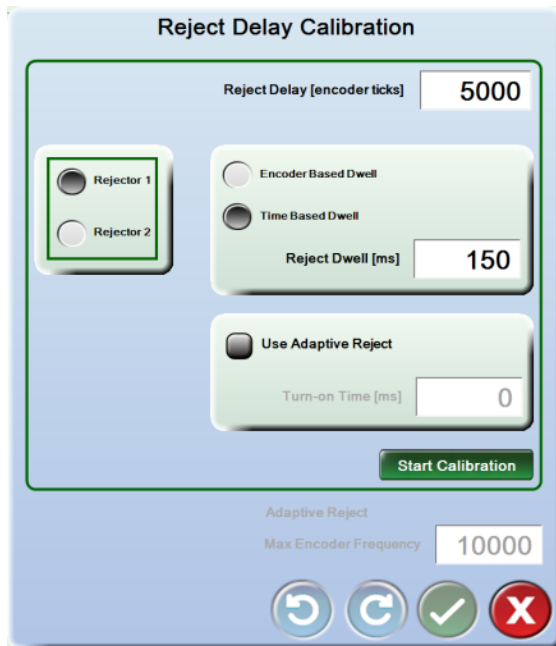 Reject Delay Calibration
Reject Delay [encoder ticks] 5000
Rejector 1
Rejector 2
Encoder Based Dwell
Time Based Dwell
Reject Dwell [ms] 150
Use Adaptive Reject
Turn-on Time [ms] 0
Start Calibration
Adaptive Reject
Max Encoder Frequency 10000